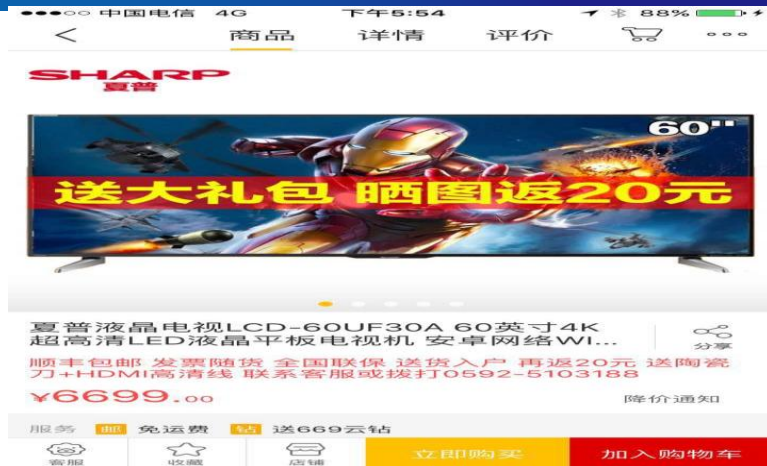 中国电信 4G 下午5:54 88%
商品 详情 评价
SHARP
夏普
60"
送大礼包 晒图返20元
夏普液晶电视LCD-60UF30A 60英寸4K
超高清LED液晶平板电视机 安卓网络WI...
分享
顺丰包邮 发票随货 全国联保 送货入户 再返20元 送陶瓷
刀+HDMI高清线 联系客服或拨打0592-5103188
¥6699.00 降价通知
服务 邮 免运费 钻 送669云钻
客服 收藏 店铺 立即购买 加入购物车